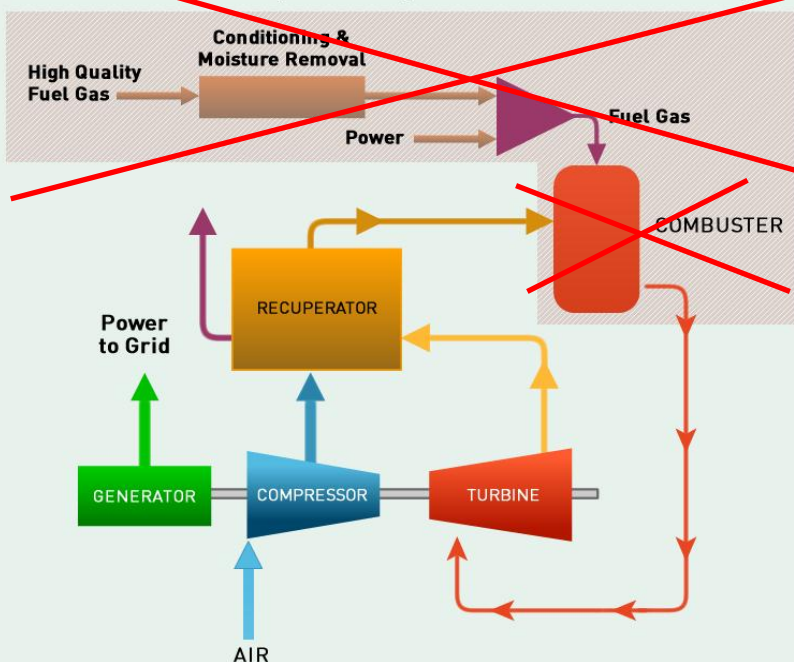 Conditioning &
Moisture Removal
High Quality
Fuel Gas
Fuel Gas
Power
COMBUSTER
RECUPERATOR
Power
to Grid
GENERATOR
COMPRESSOR
TURBINE
AIR